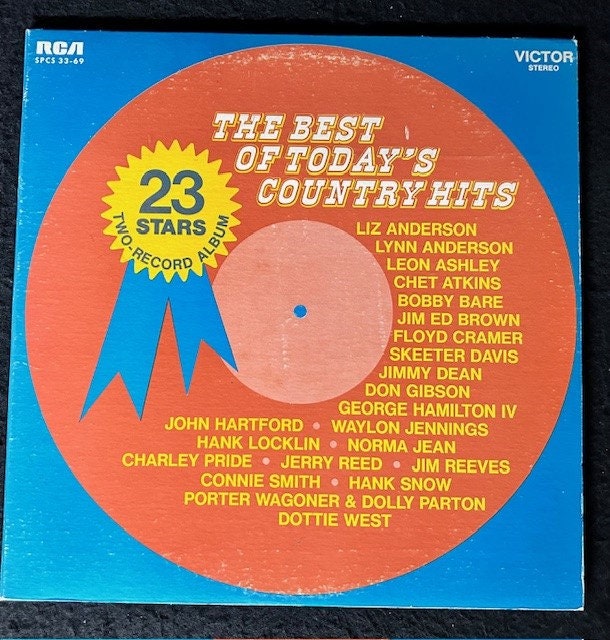 RCA
SPCS 33-69
VICTOR
STEREO
THE BEST
OF TODAY'S
COUNTRY HITS
23
STARS
TWO-RECORD ALBUM
LIZ ANDERSON
LYNN ANDERSON
LEON ASHLEY
CHET ATKINS
BOBBY BARE
JIM ED BROWN
FLOYD CRAMER
SKEETER DAVIS
JIMMY DEAN
DON GIBSON
GEORGE HAMILTON IV
JOHN HARTFORD • WAYLON JENNINGS
HANK LOCKLIN • NORMA JEAN
CHARLEY PRIDE • JERRY REED • JIM REEVES
CONNIE SMITH • HANK SNOW
PORTER WAGONER & DOLLY PARTON
DOTTIE WEST